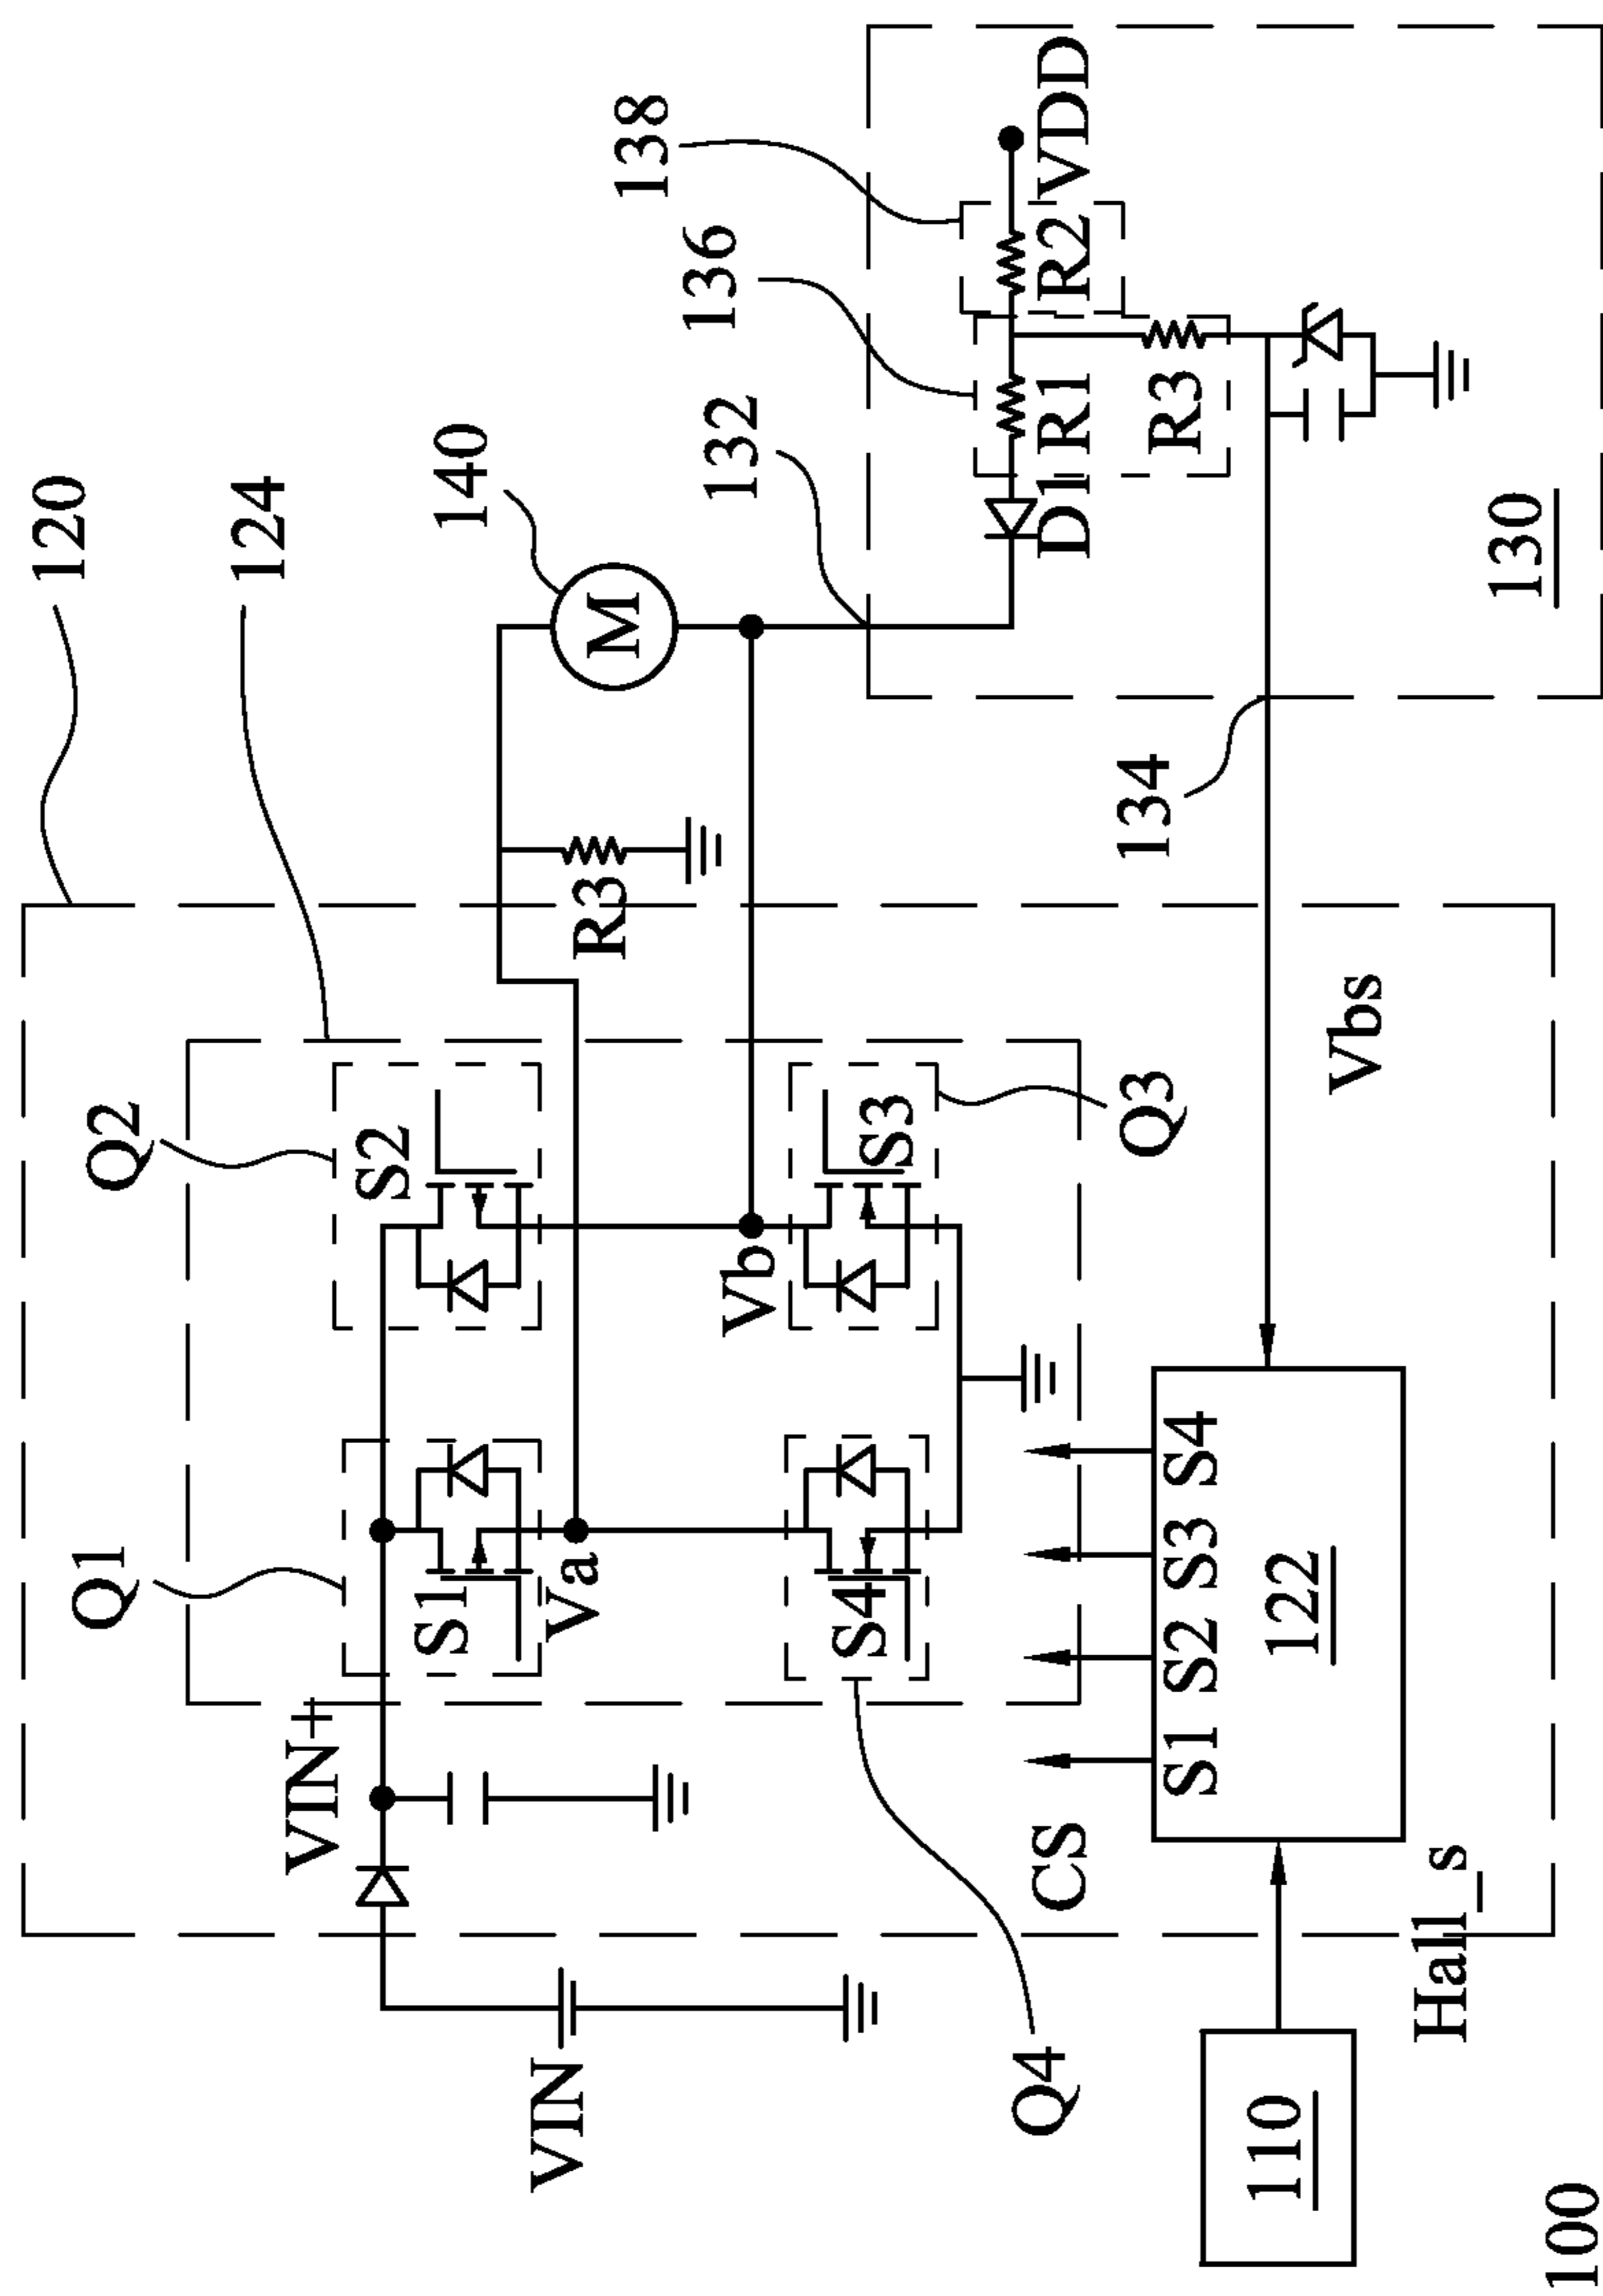 120
124
Q1
Q2
140
138
136
132
VIN+
S1
S2
R3
M
VDD
R2
R1
D1
R3
VIN
Va
Vb
S4
S3
134
130
Q4
Q3
CS
S1 S2 S3 S4
122
Vbs
110
Hall_s
100